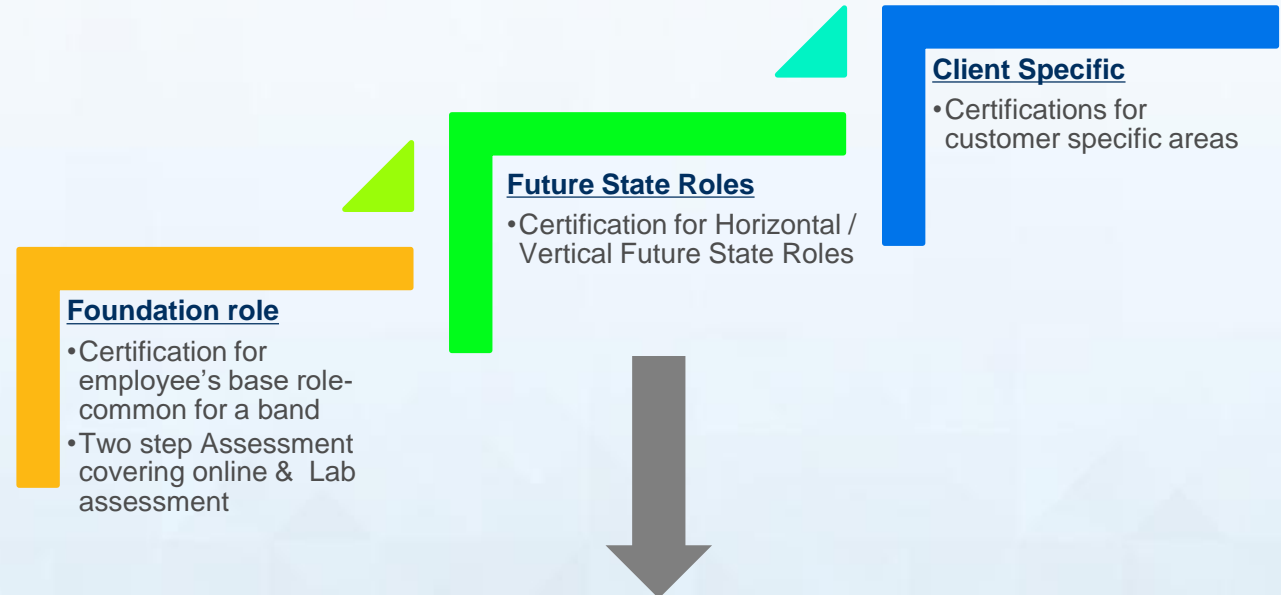 Foundation role
•Certification for
employee’s base role-
common for a band
•Two step Assessment
covering online & Lab
assessment
Future State Roles
•Certification for Horizontal /
Vertical Future State Roles
Client Specific
•Certifications for
customer specific areas